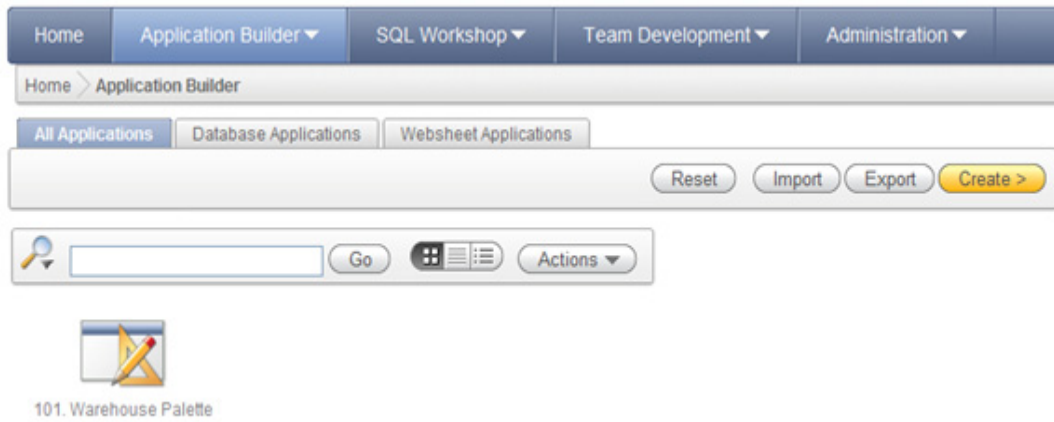 Home Application Builder SQL Workshop Team Development Administration
Home Application Builder
All Applications Database Applications Websheet Applications
Reset Import Export Create >
Go Actions
101. Warehouse Palette